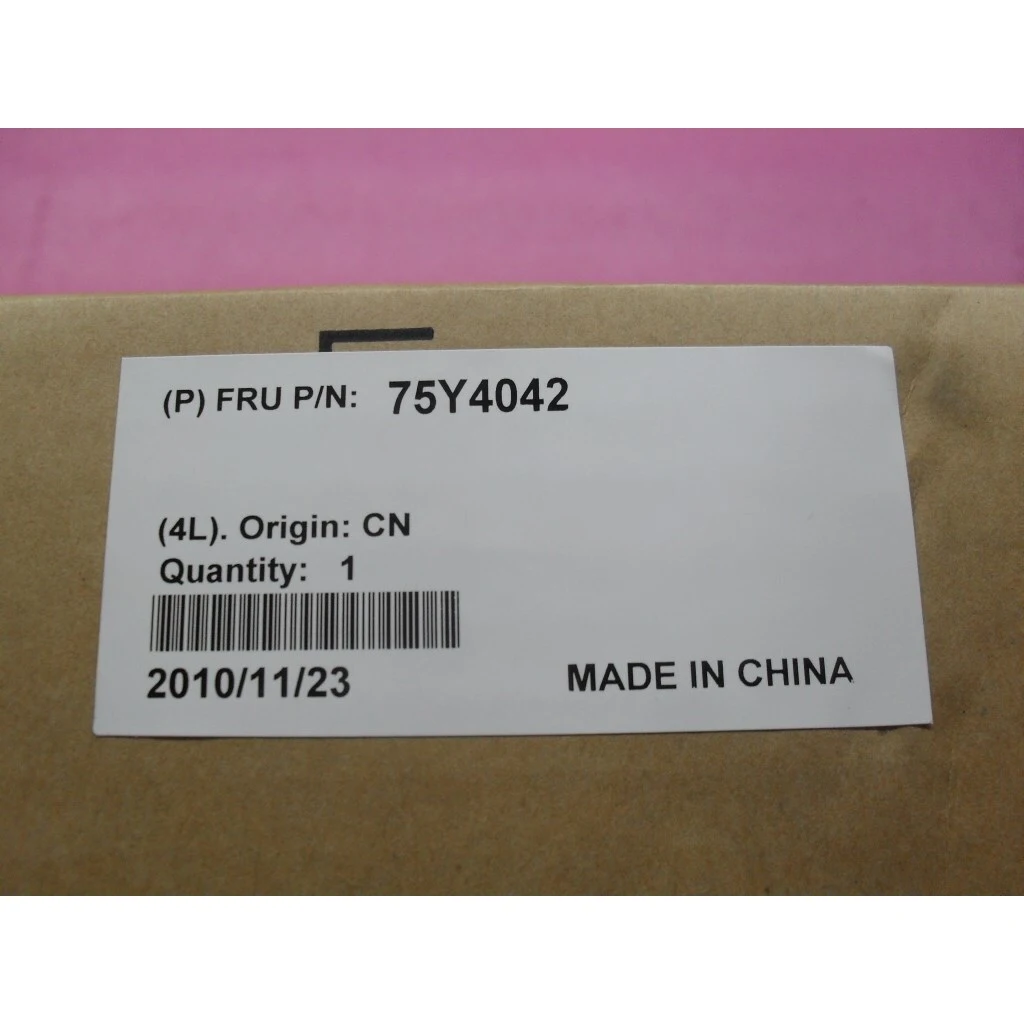 (P) FRU P/N: 75Y4042
(4L). Origin: CN
Quantity: 1
2010/11/23
MADE IN CHINA